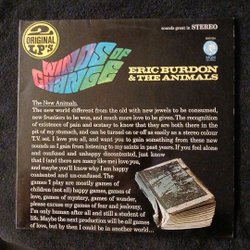 sounds great in STEREO
2
ORIGINAL
LP's
WINDS OF
CHANGE
ERIC BURDON
& THE ANIMALS
The New Animals.
The new world different from the old with new jewels to be consumed,
new frontiers to be won, and much more love to be given. The recognition
of existence of pain and ecstasy to know that they are both there in the
pit of my stomach, and can be turned on or off as easily as a stereo colour
T.V. set. I love you all, and want you to gain something from these new
sounds as I gain from listening to my saints in past years. If you feel alone
and confused and unhappy discontented, just know
that I (and there are many like me) love you,
and maybe you'll know why I am happy
contented and un-confused. The
games I play are mostly games of
children (not all) happy games, games of
love, games of mystery, games of wonder,
please excuse my games of fear and jealousy,
I'm only human after all and still a student
of life. Maybe the next production will be all games
of love, but by then I could be in another world...